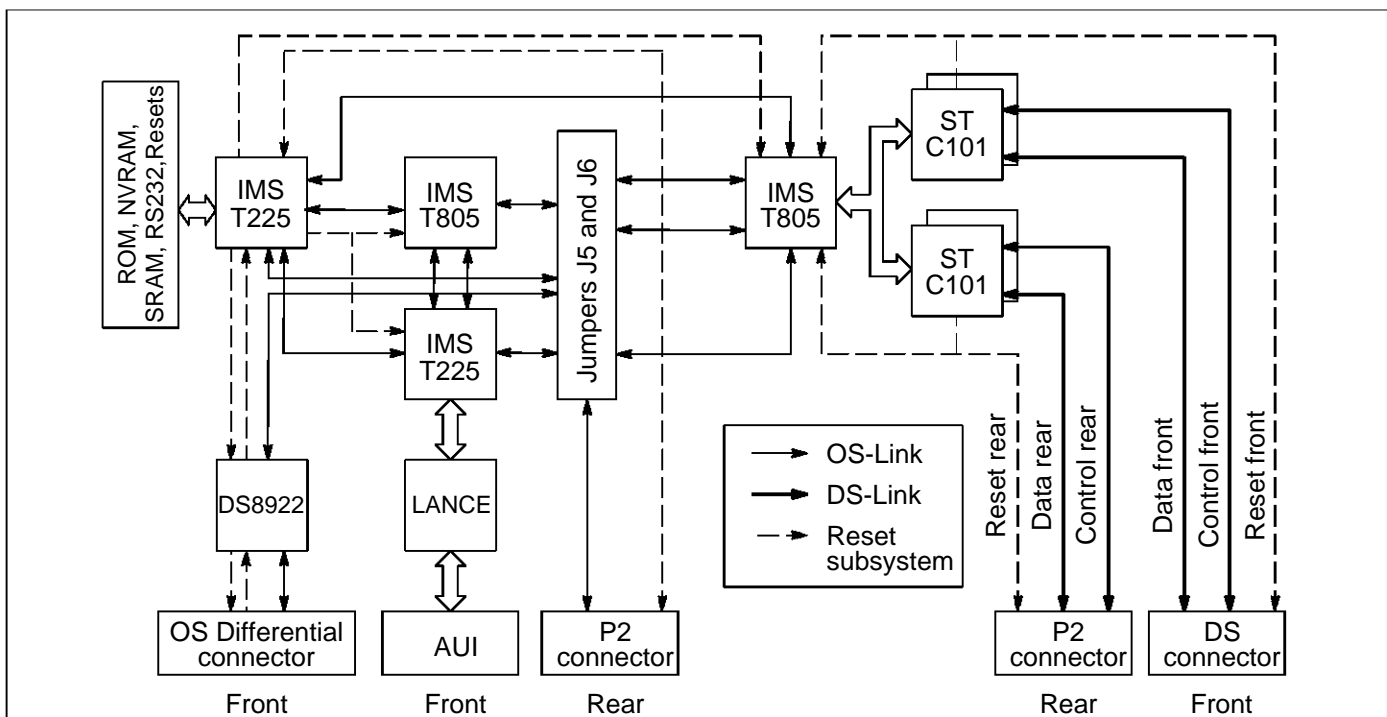 ROM, NVRAM,
SRAM, RS232,Resets
IMS
T225
IMS
T805
IMS
T225
Jumpers J5 and J6
IMS
T805
ST
C101
ST
C101
DS8922
LANCE
OS-Link
DS-Link
Reset
subsystem
Reset rear
Data rear
Control rear
Data front
Control front
Reset front
OS Differential
connector
AUI
P2
connector
P2
connector
DS
connector
Front
Front
Rear
Rear
Front